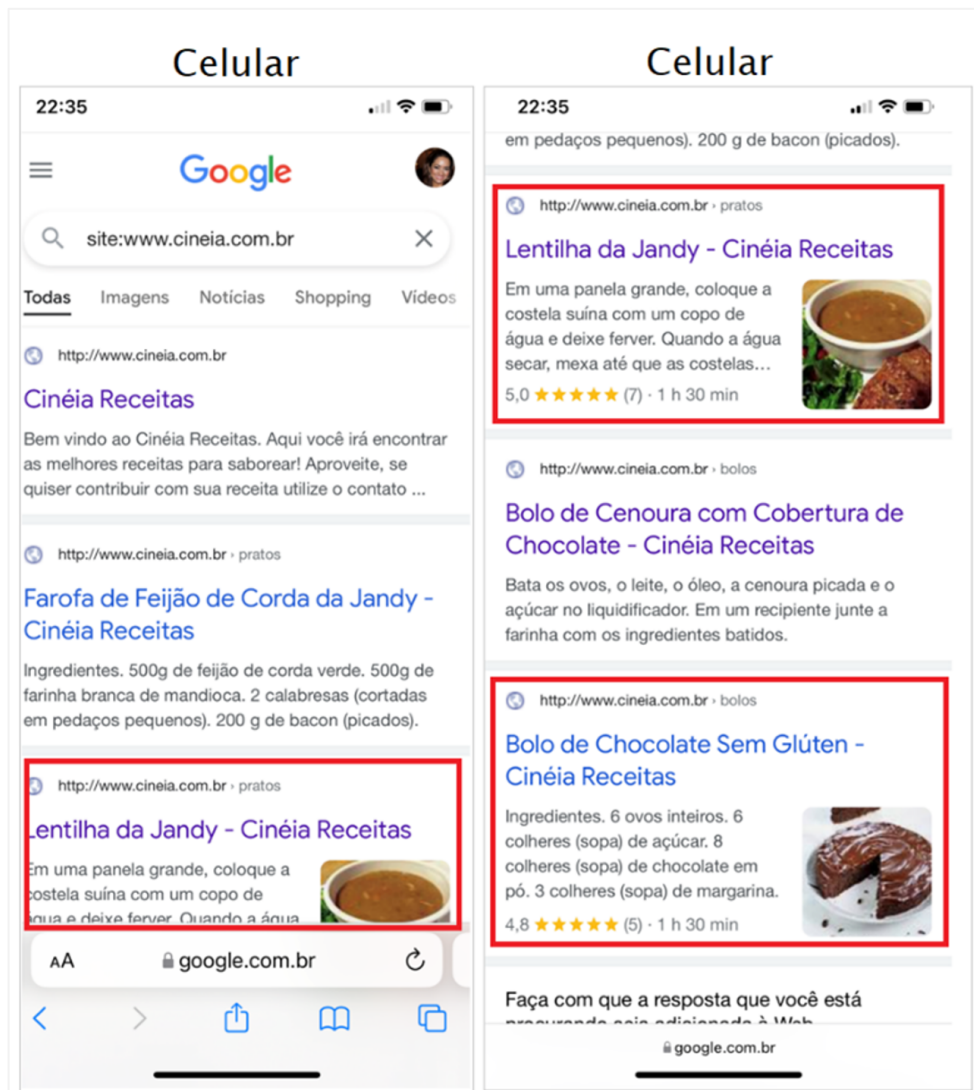 Celular
22:35
Google
site:www.cineia.com.br
Todas Imagens Notícias Shopping Vídeos
http://www.cineia.com.br
Cinéia Receitas
Bem vindo ao Cinéia Receitas. Aqui você irá encontrar
as melhores receitas para saborear! Aproveite, se
quiser contribuir com sua receita utilize o contato ...
http://www.cineia.com.br › pratos
Farofa de Feijão de Corda da Jandy -
Cinéia Receitas
Ingredientes. 500g de feijão de corda verde. 500g de
farinha branca de mandioca. 2 calabresas (cortadas
em pedaços pequenos). 200 g de bacon (picados).
http://www.cineia.com.br › pratos
Lentilha da Jandy - Cinéia Receitas
Em uma panela grande, coloque a
costela suína com um copo de
água e deixe ferver. Quando a água
AA google.com.br
Celular
22:35
em pedaços pequenos). 200 g de bacon (picados).
http://www.cineia.com.br › pratos
Lentilha da Jandy - Cinéia Receitas
Em uma panela grande, coloque a
costela suína com um copo de
água e deixe ferver. Quando a água
secar, mexa até que as costelas...
5,0 ★★★★★ (7) · 1 h 30 min
http://www.cineia.com.br › bolos
Bolo de Cenoura com Cobertura de
Chocolate - Cinéia Receitas
Bata os ovos, o leite, o óleo, a cenoura picada e o
açúcar no liquidificador. Em um recipiente junte a
farinha com os ingredientes batidos.
http://www.cineia.com.br › bolos
Bolo de Chocolate Sem Glúten -
Cinéia Receitas
Ingredientes. 6 ovos inteiros. 6
colheres (sopa) de açúcar. 8
colheres (sopa) de chocolate em
pó. 3 colheres (sopa) de margarina.
4,8 ★★★★★ (5) · 1 h 30 min
Faça com que a resposta que você está
procurando seja adicionada à Web
google.com.br